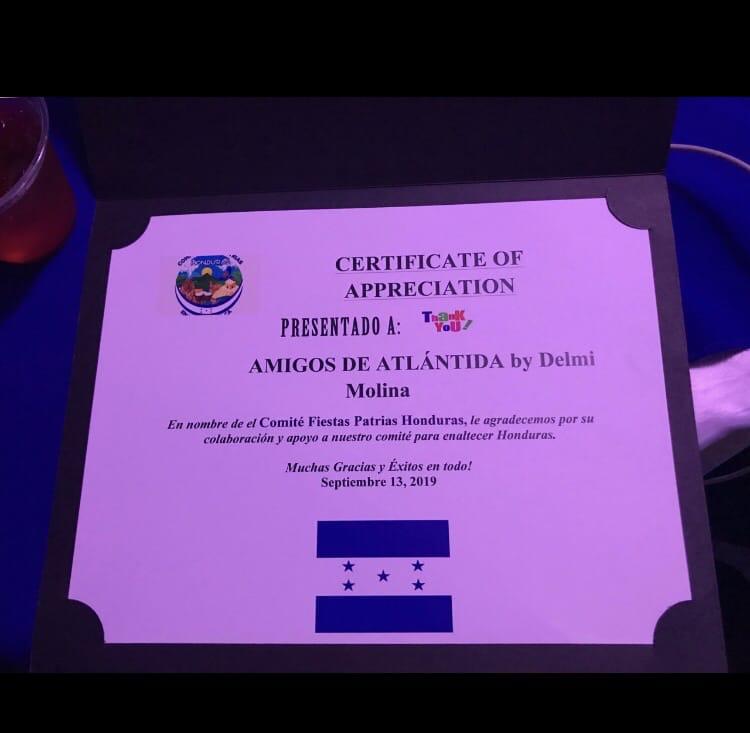 HONDURAS
CERTIFICATE OF
APPRECIATION
PRESENTADO A:
Thank
You!
AMIGOS DE ATLÁNTIDA by Delmi
Molina
En nombre de el Comité Fiestas Patrias Honduras, le agradecemos por su
colaboración y apoyo a nuestro comité para enaltecer Honduras.
Muchas Gracias y Éxitos en todo!
Septiembre 13, 2019